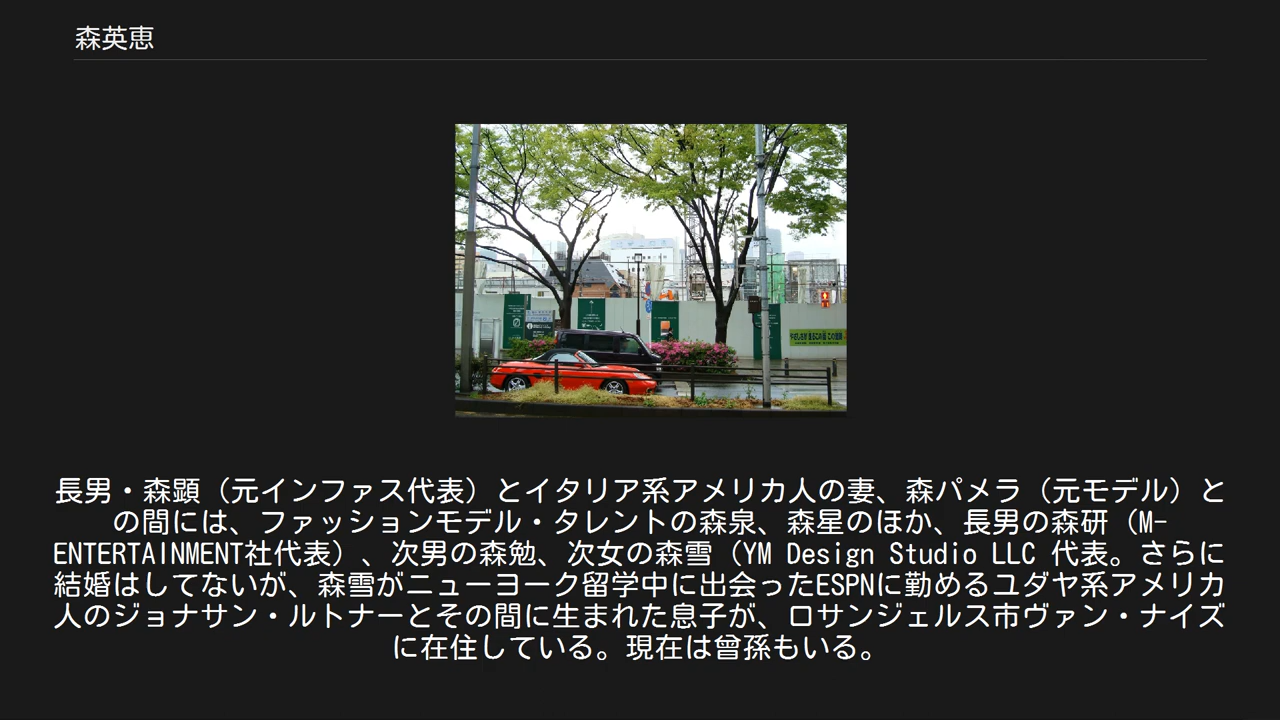 森英恵
長男・森顕（元インファス代表）とイタリア系アメリカ人の妻、森パメラ（元モデル）と
の間には、ファッションモデル・タレントの森泉、森星のほか、長男の森研（M-
ENTERTAINMENT社代表）、次男の森勉、次女の森雪（YM Design Studio LLC 代表。さらに
結婚はしてないが、森雪がニューヨーク留学中に出会ったESPNに勤めるユダヤ系アメリカ
人のジョナサン・ルトナーとその間に生まれた息子が、ロサンジェルス市ヴァン・ナイズ
に在住している。現在は曾孫もいる。